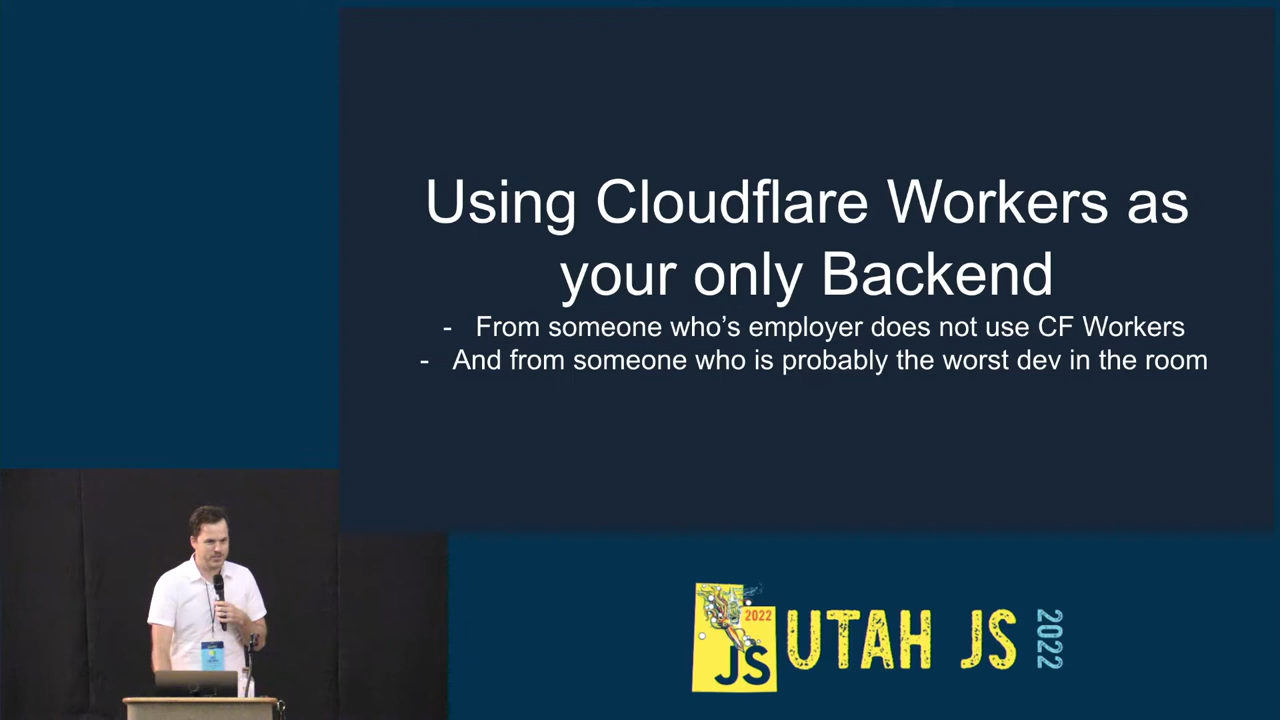 Using Cloudflare Workers as
your only Backend
- From someone who's employer does not use CF Workers
- And from someone who is probably the worst dev in the room
2022
JS
UTAH JS
2022